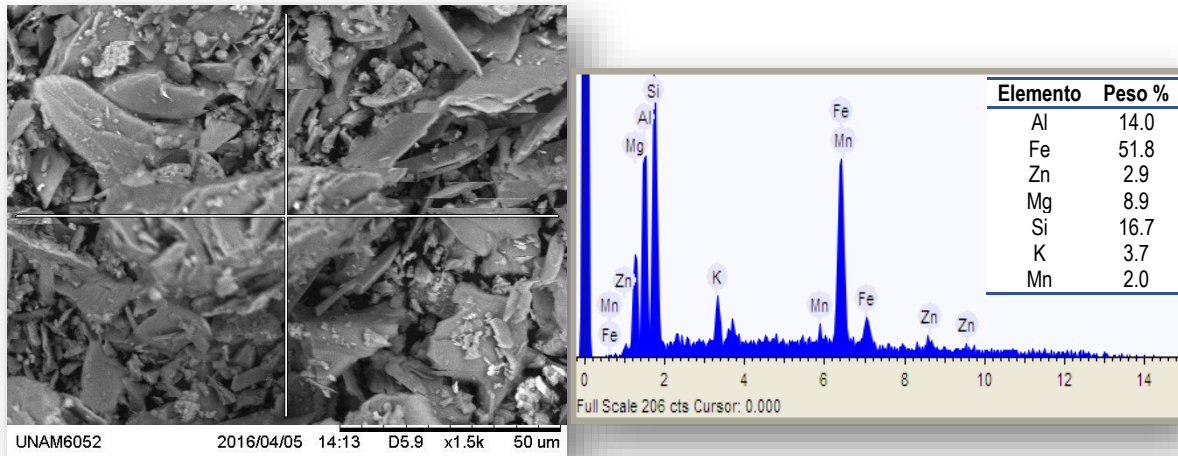 UNAM6052 2016/04/05 14:13 D5.9 x1.5k 50 um
Si
Al
Mg
Zn
Mn
Fe
K
Mn
Fe
Mn
Fe
Zn
Zn
0 2 4 6 8 10 12 14
Full Scale 206 cts Cursor: 0.000
Elemento Peso %
Al 14.0
Fe 51.8
Zn 2.9
Mg 8.9
Si 16.7
K 3.7
Mn 2.0